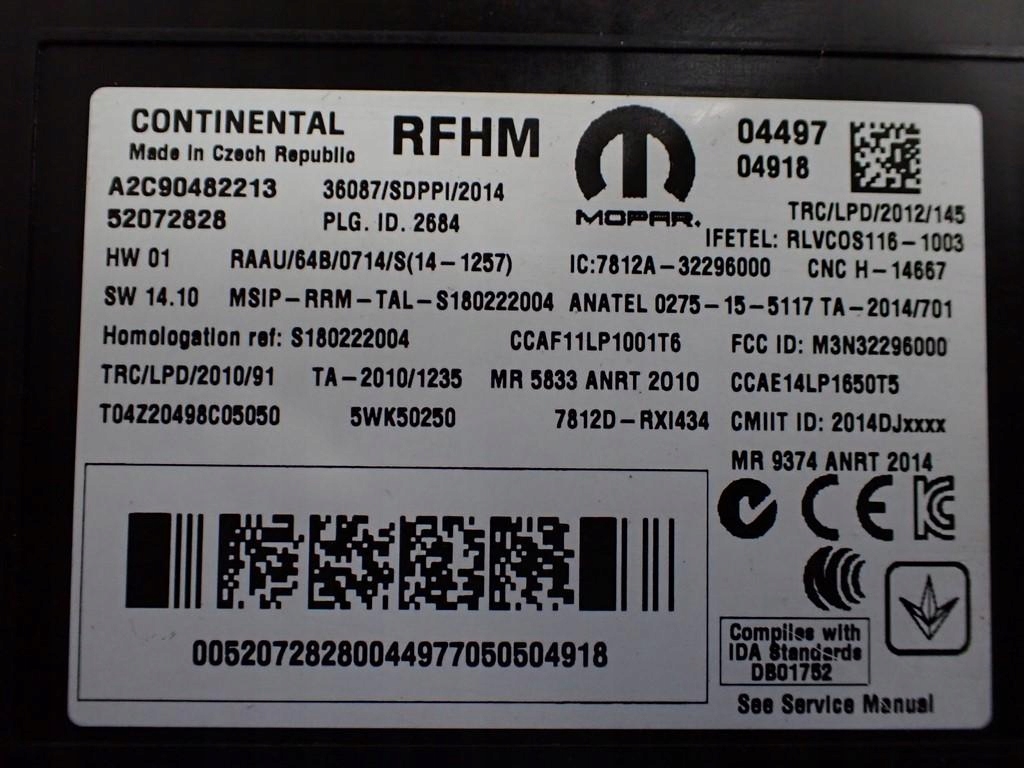 CONTINENTAL RFHM 04497
Made In Czech Republic 04918
A2C90482213 36087/SDPPI/2014 MOPAR.
52072828 PLG. ID. 2684 TRC/LPD/2012/145
IFETEL: RLVCOS116-1003
HW 01 RAAU/64B/0714/S(14-1257) IC:7812A-32296000 CNC H-14667
SW 14.10 MSIP-RRM-TAL-S180222004 ANATEL 0275-15-5117 TA-2014/701
Homologation ref: S180222004 CCAF11LP1001T6 FCC ID: M3N32296000
TRC/LPD/2010/91 TA-2010/1235 MR 5833 ANRT 2010 CCAE14LP1650T5
T04Z20498C05050 5WK50250 7812D-RXI434 CMIIT ID: 2014DJxxxx
MR 9374 ANRT 2014
CE KC
00520728280044977050504918
Complies with
IDA Standards
DB01752
See Service Manual